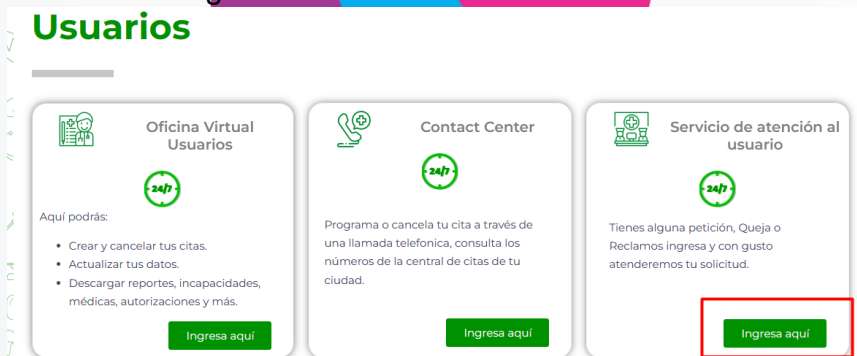 Usuarios
Oficina Virtual
Usuarios
24/7
Aquí podrás:
• Crear y cancelar tus citas.
• Actualizar tus datos.
• Descargar reportes, incapacidades,
médicas, autorizaciones y más.
Ingresa aquí
Contact Center
24/7
Programa o cancela tu cita a través de
una llamada telefonica, consulta los
números de la central de citas de tu
ciudad.
Ingresa aquí
Servicio de atención al
usuario
24/7
Tienes alguna petición, Queja o
Reclamos ingresa y con gusto
atenderemos tu solicitud.
Ingresa aquí